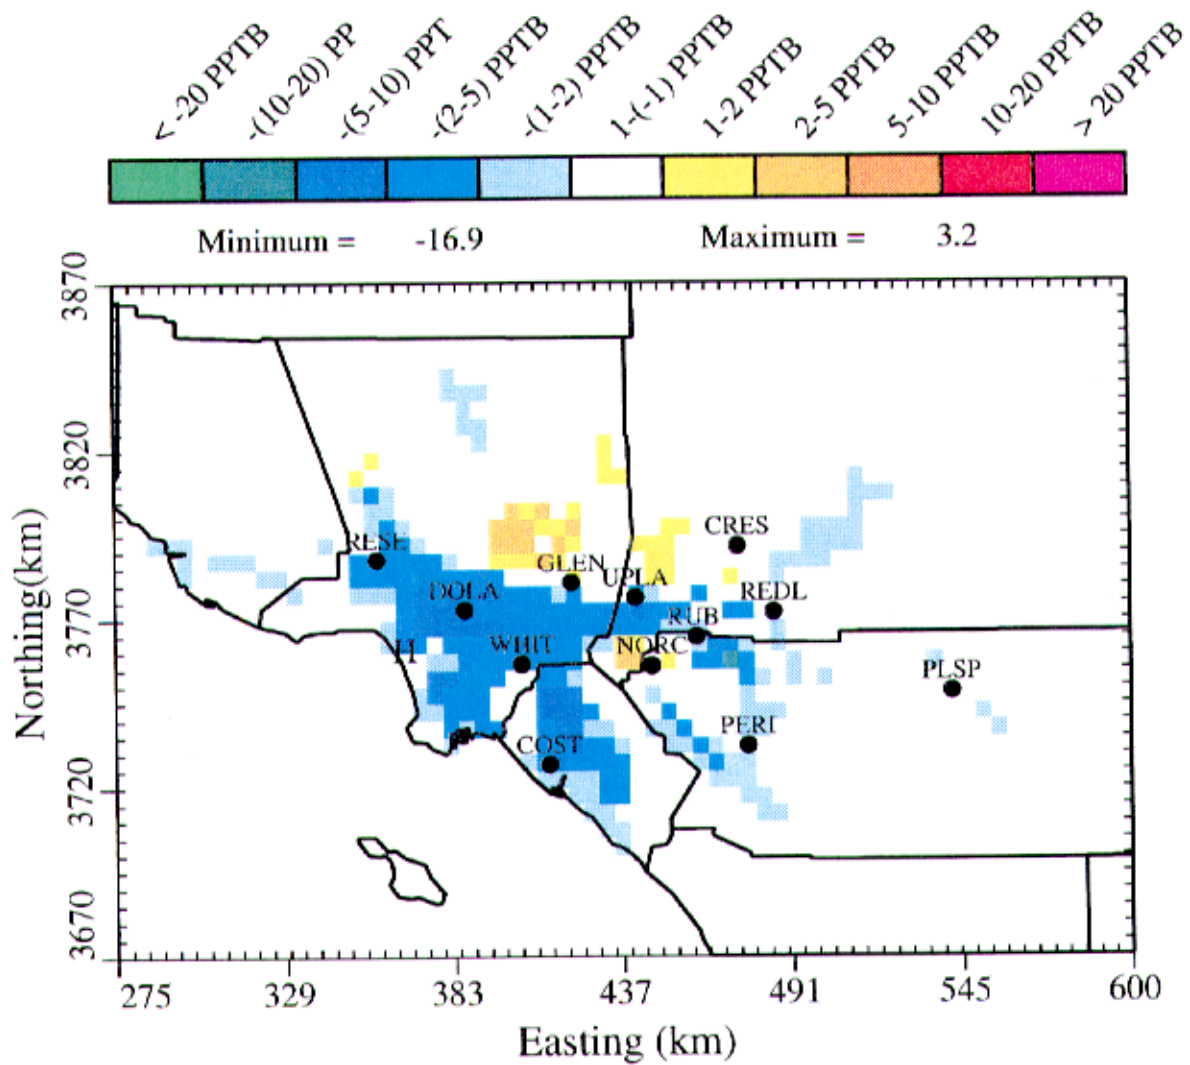 < -20 PPTB
-(10-20) PP
-(5-10) PPT
-(2-5) PPTB
-(1-2) PPTB
1-(-1) PPTB
1-2 PPTB
2-5 PPTB
5-10 PPTB
10-20 PPTB
> 20 PPTB
Minimum = -16.9 Maximum = 3.2
3870
3820
3770
3720
3670
Northing(km)
CRES
RESE
GLEN
UPLA
DOLA
REDL
RUB
WHIT
NORC
PLSP
PERI
COST
275 329 383 437 491 545 600
Easting (km)